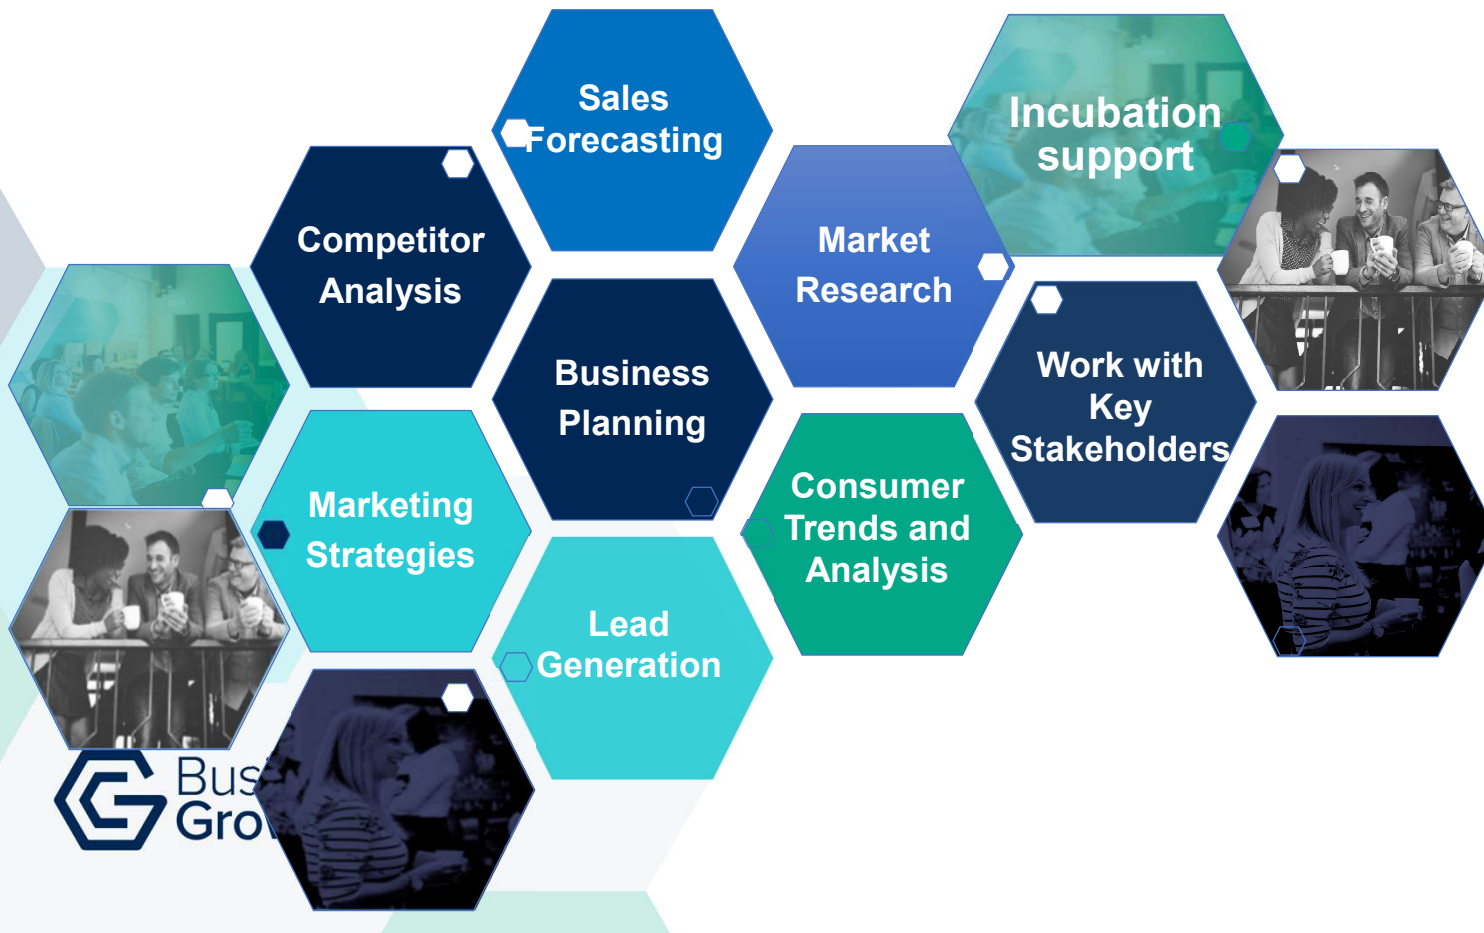 Sales
Forecasting
Incubation
support
Competitor
Analysis
Market
Research
Business
Planning
Work with
Key
Stakeholders
Marketing
Strategies
Consumer
Trends and
Analysis
Lead
Generation